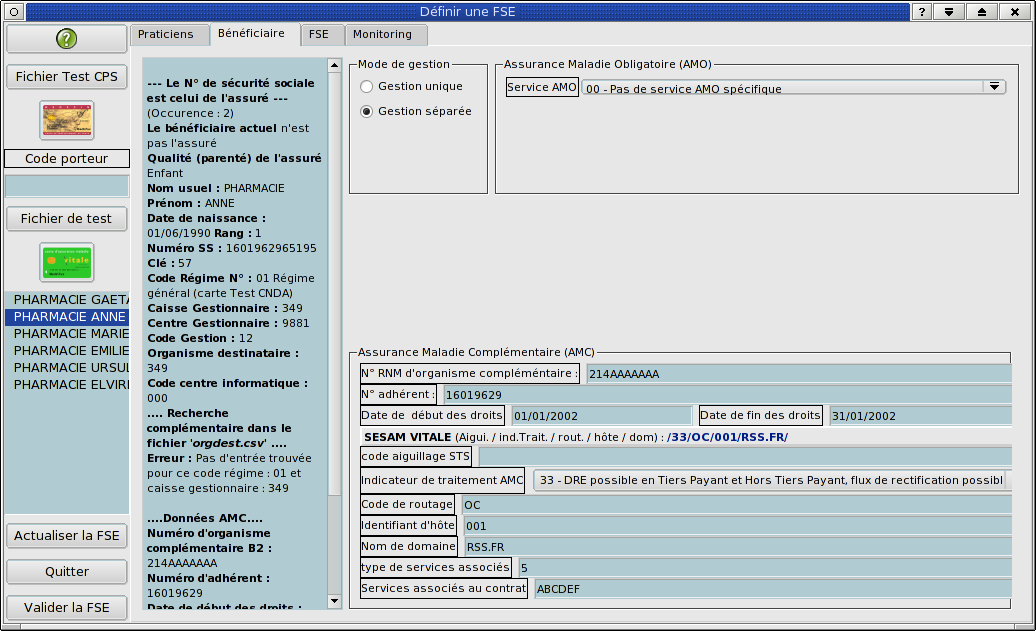 Définir une FSE
?
Fichier Test CPS
Code porteur
Fichier de test
vitale
PHARMACIE GAETA
PHARMACIE ANNE
PHARMACIE MARIE
PHARMACIE EMILIE
PHARMACIE URSUL
PHARMACIE ELVIRE
Actualiser la FSE
Quitter
Valider la FSE
Praticiens
Bénéficiaire
FSE
Monitoring
--- Le N° de sécurité sociale
est celui de l'assuré ---
(Occurence : 2)
Le bénéficiaire actuel n'est
pas l'assuré
Qualité (parenté) de l'assuré
Enfant
Nom usuel : PHARMACIE
Prénom : ANNE
Date de naissance :
01/06/1990 Rang : 1
Numéro SS : 1601962965195
Clé : 57
Code Régime N° : 01 Régime
général (carte Test CNDA)
Caisse Gestionnaire : 349
Centre Gestionnaire : 9881
Code Gestion : 12
Organisme destinataire :
349
Code centre informatique :
000
.... Recherche
complémentaire dans le
fichier 'orgdest.csv' ....
Erreur : Pas d'entrée trouvée
pour ce code régime : 01 et
caisse gestionnaire : 349
....Données AMC....
Numéro d'organisme
complémentaire B2 :
214AAAAAAA
Numéro d'adhérent :
16019629
Date de début des droits :
Mode de gestion
Gestion unique
Gestion séparée
Assurance Maladie Obligatoire (AMO)
Service AMO 00 - Pas de service AMO spécifique
Assurance Maladie Complémentaire (AMC)
N° RNM d'organisme compléméntaire : 214AAAAAAA
N° adhérent : 16019629
Date de début des droits 01/01/2002 Date de fin des droits 31/01/2002
SESAM VITALE (Aigui. / ind.Trait. / rout. / hôte / dom) : /33/OC/001/RSS.FR/
code aiguillage STS
Indicateur de traitement AMC 33 - DRE possible en Tiers Payant et Hors Tiers Payant, flux de rectification possibl
Code de routage OC
Identifiant d'hôte 001
Nom de domaine RSS.FR
type de services associés 5
Services associés au contrat ABCDEF